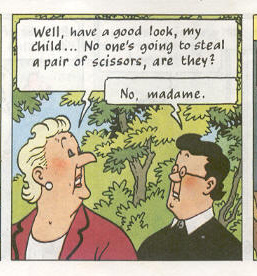 Well, have a good look, my
child... No one's going to steal
a pair of scissors, are they?
No, madame.